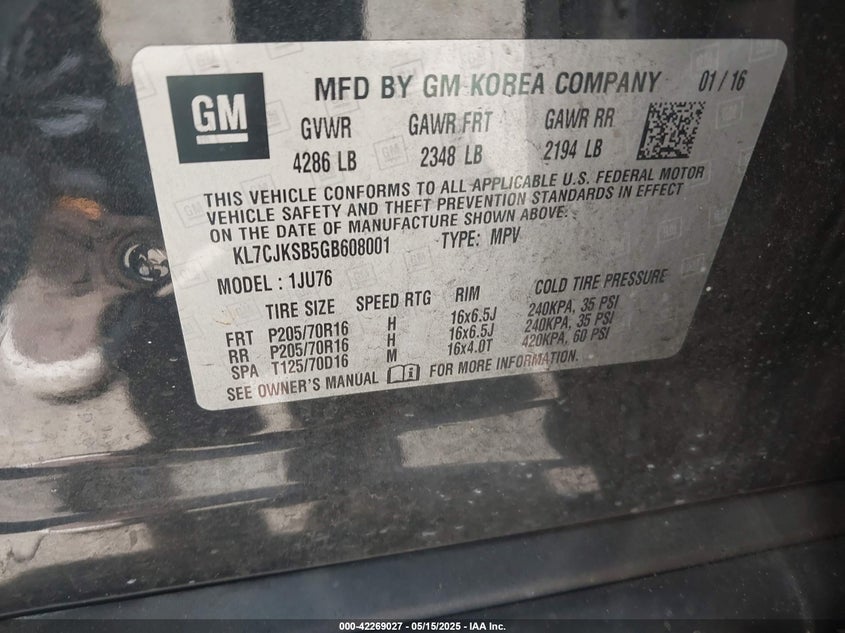 GM MFD BY GM KOREA COMPANY 01/16
GVWR GAWR FRT GAWR RR
4286 LB 2348 LB 2194 LB
THIS VEHICLE CONFORMS TO ALL APPLICABLE U.S. FEDERAL MOTOR
VEHICLE SAFETY AND THEFT PREVENTION STANDARDS IN EFFECT
ON THE DATE OF MANUFACTURE SHOWN ABOVE.
KL7CJKSB5GB608001 TYPE: MPV
MODEL : 1JU76
TIRE SIZE SPEED RTG RIM COLD TIRE PRESSURE
FRT P205/70R16 H 16x6.5J 240KPA, 35 PSI
RR P205/70R16 H 16x6.5J 240KPA, 35 PSI
SPA T125/70D16 M 16x4.0T 420KPA, 60 PSI
SEE OWNER'S MANUAL FOR MORE INFORMATION.
000-42269027 - 05/15/2025 - IAA Inc.